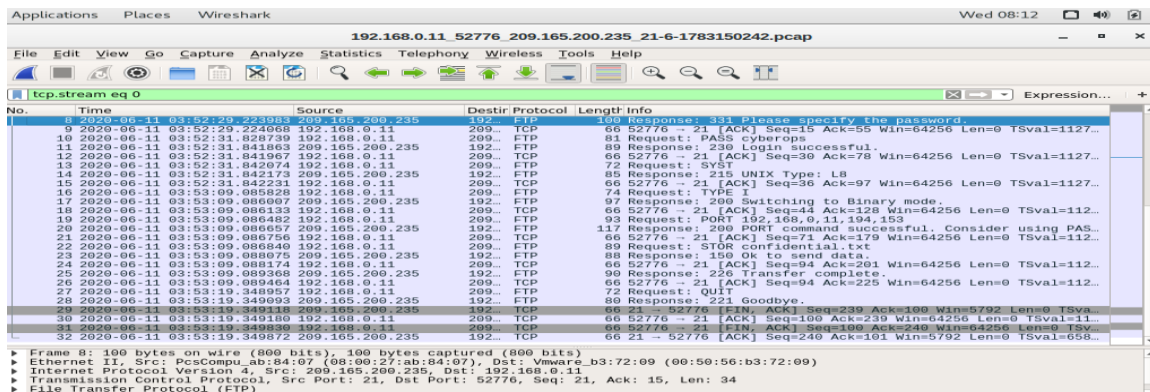 Applications Places Wireshark Wed 08:12
192.168.0.11_52776_209.165.200.235_21-6-1783150242.pcap
File Edit View Go Capture Analyze Statistics Telephony Wireless Tools Help
tcp.stream eq 0 Expression... +
No. Time Source Destin Protocol Length Info
8 2020-06-11 03:52:29.223983 209.165.200.235 192… FTP 100 Response: 331 Please specify the password.
9 2020-06-11 03:52:29.224068 192.168.0.11 209… TCP 66 52776 → 21 [ACK] Seq=15 Ack=55 Win=64256 Len=0 TSval=1127…
10 2020-06-11 03:52:31.828739 192.168.0.11 209… FTP 81 Request: PASS cyberops
11 2020-06-11 03:52:31.841863 209.165.200.235 192… FTP 89 Response: 230 Login successful.
12 2020-06-11 03:52:31.841967 192.168.0.11 209… TCP 66 52776 → 21 [ACK] Seq=30 Ack=78 Win=64256 Len=0 TSval=1127…
13 2020-06-11 03:52:31.842074 192.168.0.11 209… FTP 72 Request: SYST
14 2020-06-11 03:52:31.842173 209.165.200.235 192… FTP 85 Response: 215 UNIX Type: L8
15 2020-06-11 03:52:31.842231 192.168.0.11 209… TCP 66 52776 → 21 [ACK] Seq=36 Ack=97 Win=64256 Len=0 TSval=1127…
16 2020-06-11 03:53:09.085828 192.168.0.11 209… FTP 74 Request: TYPE I
17 2020-06-11 03:53:09.086007 209.165.200.235 192… FTP 97 Response: 200 Switching to Binary mode.
18 2020-06-11 03:53:09.086133 192.168.0.11 209… TCP 66 52776 → 21 [ACK] Seq=44 Ack=128 Win=64256 Len=0 TSval=112…
19 2020-06-11 03:53:09.086482 192.168.0.11 209… FTP 93 Request: PORT 192,168,0,11,194,153
20 2020-06-11 03:53:09.086657 209.165.200.235 192… FTP 117 Response: 200 PORT command successful. Consider using PAS…
21 2020-06-11 03:53:09.086756 192.168.0.11 209… TCP 66 52776 → 21 [ACK] Seq=71 Ack=179 Win=64256 Len=0 TSval=112…
22 2020-06-11 03:53:09.086840 192.168.0.11 209… FTP 89 Request: STOR confidential.txt
23 2020-06-11 03:53:09.088075 209.165.200.235 192… FTP 88 Response: 150 Ok to send data.
24 2020-06-11 03:53:09.088174 192.168.0.11 209… TCP 66 52776 → 21 [ACK] Seq=94 Ack=201 Win=64256 Len=0 TSval=112…
25 2020-06-11 03:53:09.089368 209.165.200.235 192… FTP 90 Response: 226 Transfer complete.
26 2020-06-11 03:53:09.089464 192.168.0.11 209… TCP 66 52776 → 21 [ACK] Seq=94 Ack=225 Win=64256 Len=0 TSval=112…
27 2020-06-11 03:53:19.348957 192.168.0.11 209… FTP 72 Request: QUIT
28 2020-06-11 03:53:19.349093 209.165.200.235 192… FTP 80 Response: 221 Goodbye.
29 2020-06-11 03:53:19.349118 209.165.200.235 192… TCP 66 21 → 52776 [FIN, ACK] Seq=239 Ack=100 Win=5792 Len=0 TSva…
30 2020-06-11 03:53:19.349180 192.168.0.11 209… TCP 66 52776 → 21 [ACK] Seq=100 Ack=239 Win=64256 Len=0 TSval=1…
31 2020-06-11 03:53:19.349830 192.168.0.11 209… TCP 66 52776 → 21 [FIN, ACK] Seq=100 Ack=240 Win=64256 Len=0 TSv…
32 2020-06-11 03:53:19.349872 209.165.200.235 192… TCP 66 21 → 52776 [ACK] Seq=240 Ack=101 Win=5792 Len=0 TSval=658…
Frame 8: 100 bytes on wire (800 bits), 100 bytes captured (800 bits)
Ethernet II, Src: PcsCompu_ab:84:07 (08:00:27:ab:84:07), Dst: Vmware_b3:72:09 (00:50:56:b3:72:09)
Internet Protocol Version 4, Src: 209.165.200.235, Dst: 192.168.0.11
Transmission Control Protocol, Src Port: 21, Dst Port: 52776, Seq: 21, Ack: 15, Len: 34
File Transfer Protocol (FTP)